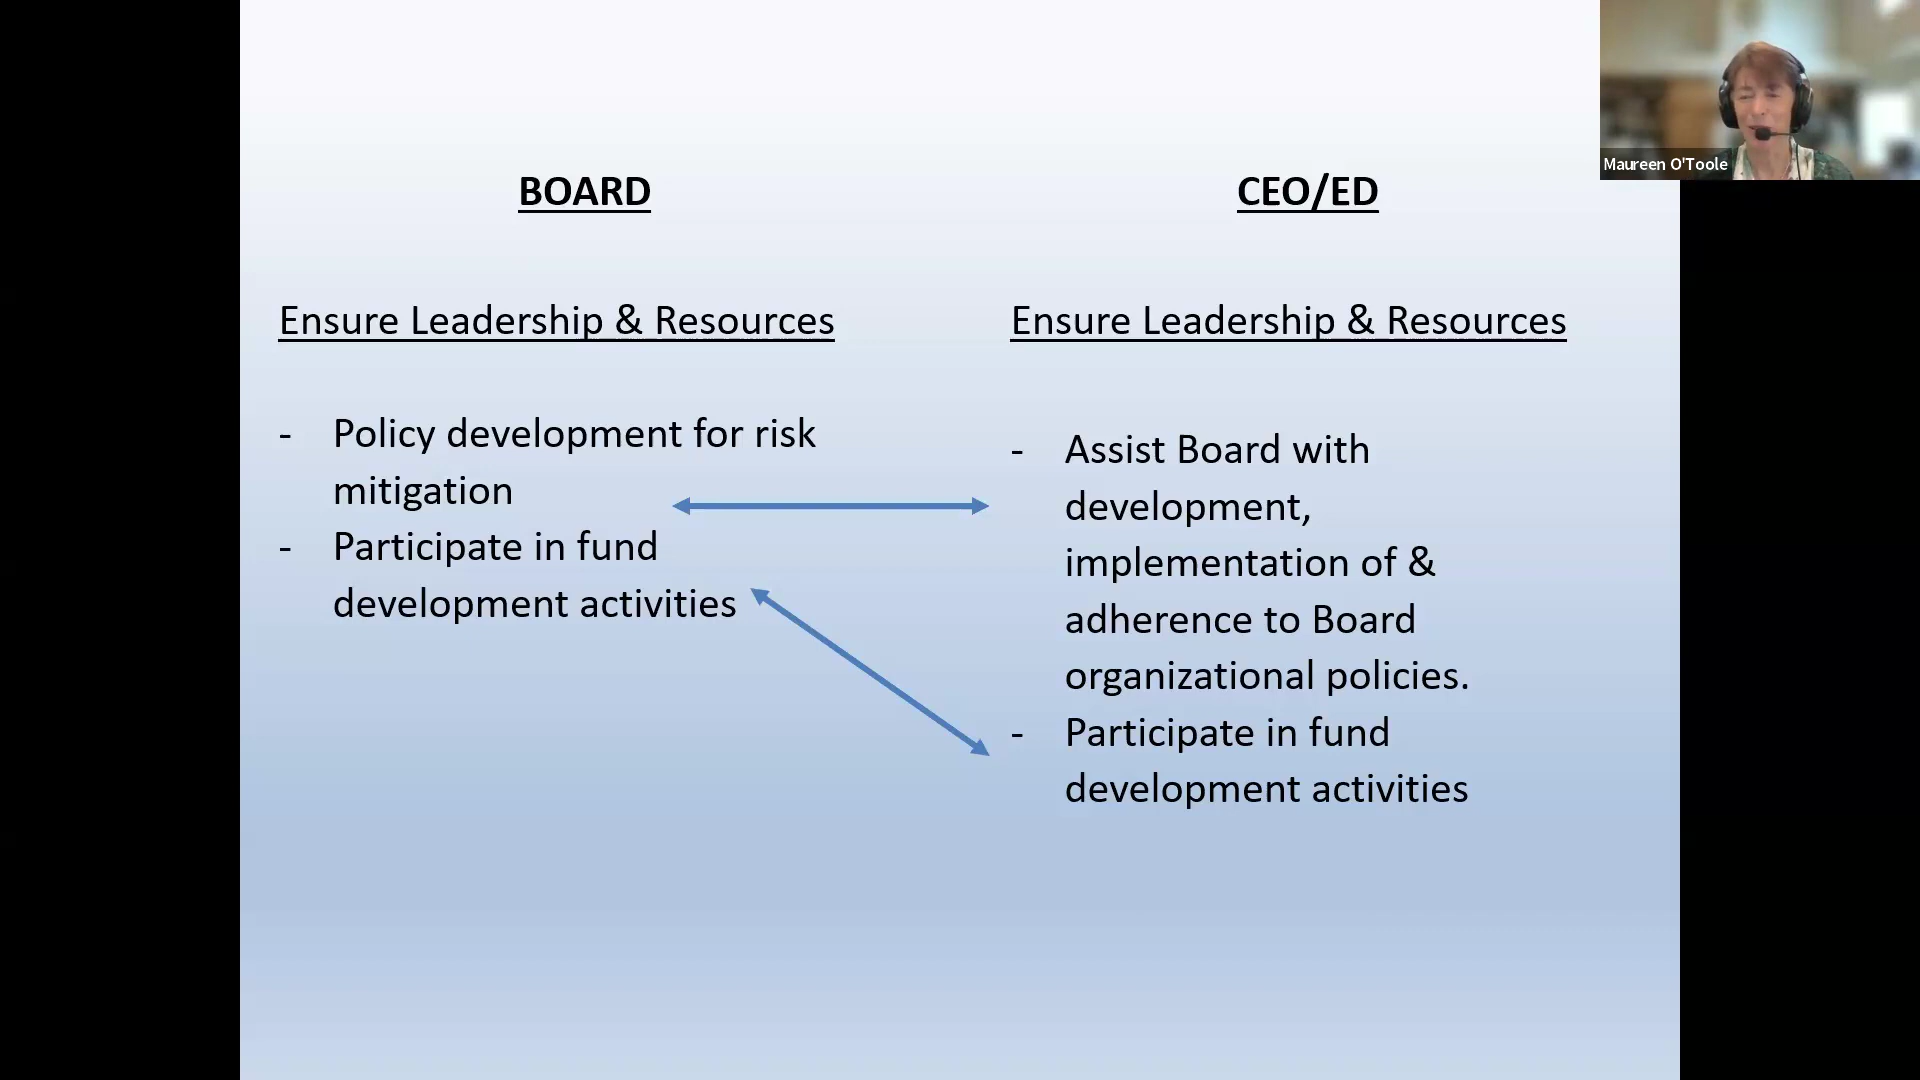 BOARD
Ensure Leadership & Resources
- Policy development for risk
mitigation
- Participate in fund
development activities
CEO/ED
Ensure Leadership & Resources
- Assist Board with
development,
implementation of &
adherence to Board
organizational policies.
- Participate in fund
development activities
Maureen O'Toole